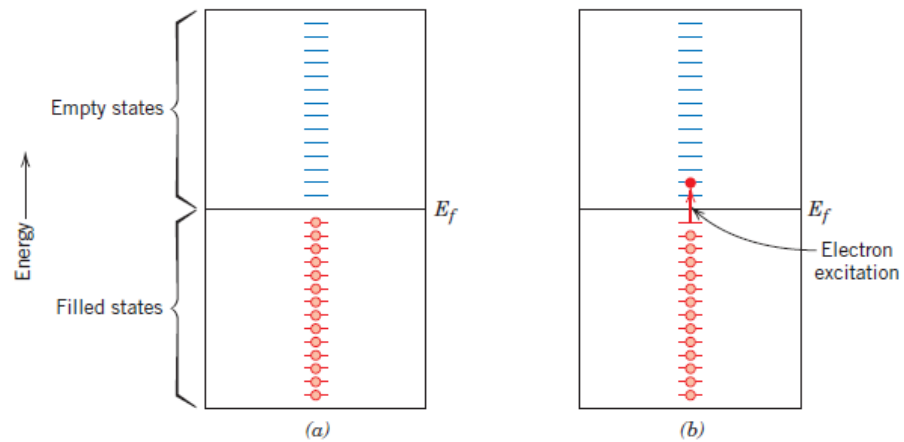 Empty states
Energy
Filled states
E_f
(a)
E_f
Electron
excitation
(b)